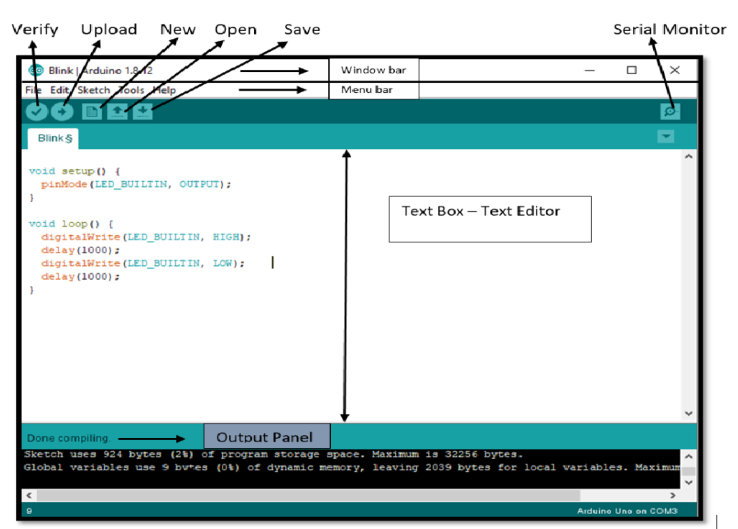 Verify Upload New Open Save Serial Monitor
Blink | Arduino 1.8.12 Window bar
File Edit Sketch Tools Help Menu bar
Blink §
void setup() {
pinMode(LED_BUILTIN, OUTPUT);
}
void loop() {
digitalWrite(LED_BUILTIN, HIGH);
delay(1000);
digitalWrite(LED_BUILTIN, LOW);
delay(1000);
}
Text Box – Text Editor
Done compiling. Output Panel
Sketch uses 924 bytes (2%) of program storage space. Maximum is 32256 bytes.
Global variables use 9 bytes (0%) of dynamic memory, leaving 2039 bytes for local variables. Maximum
9 Arduino Uno on COM3